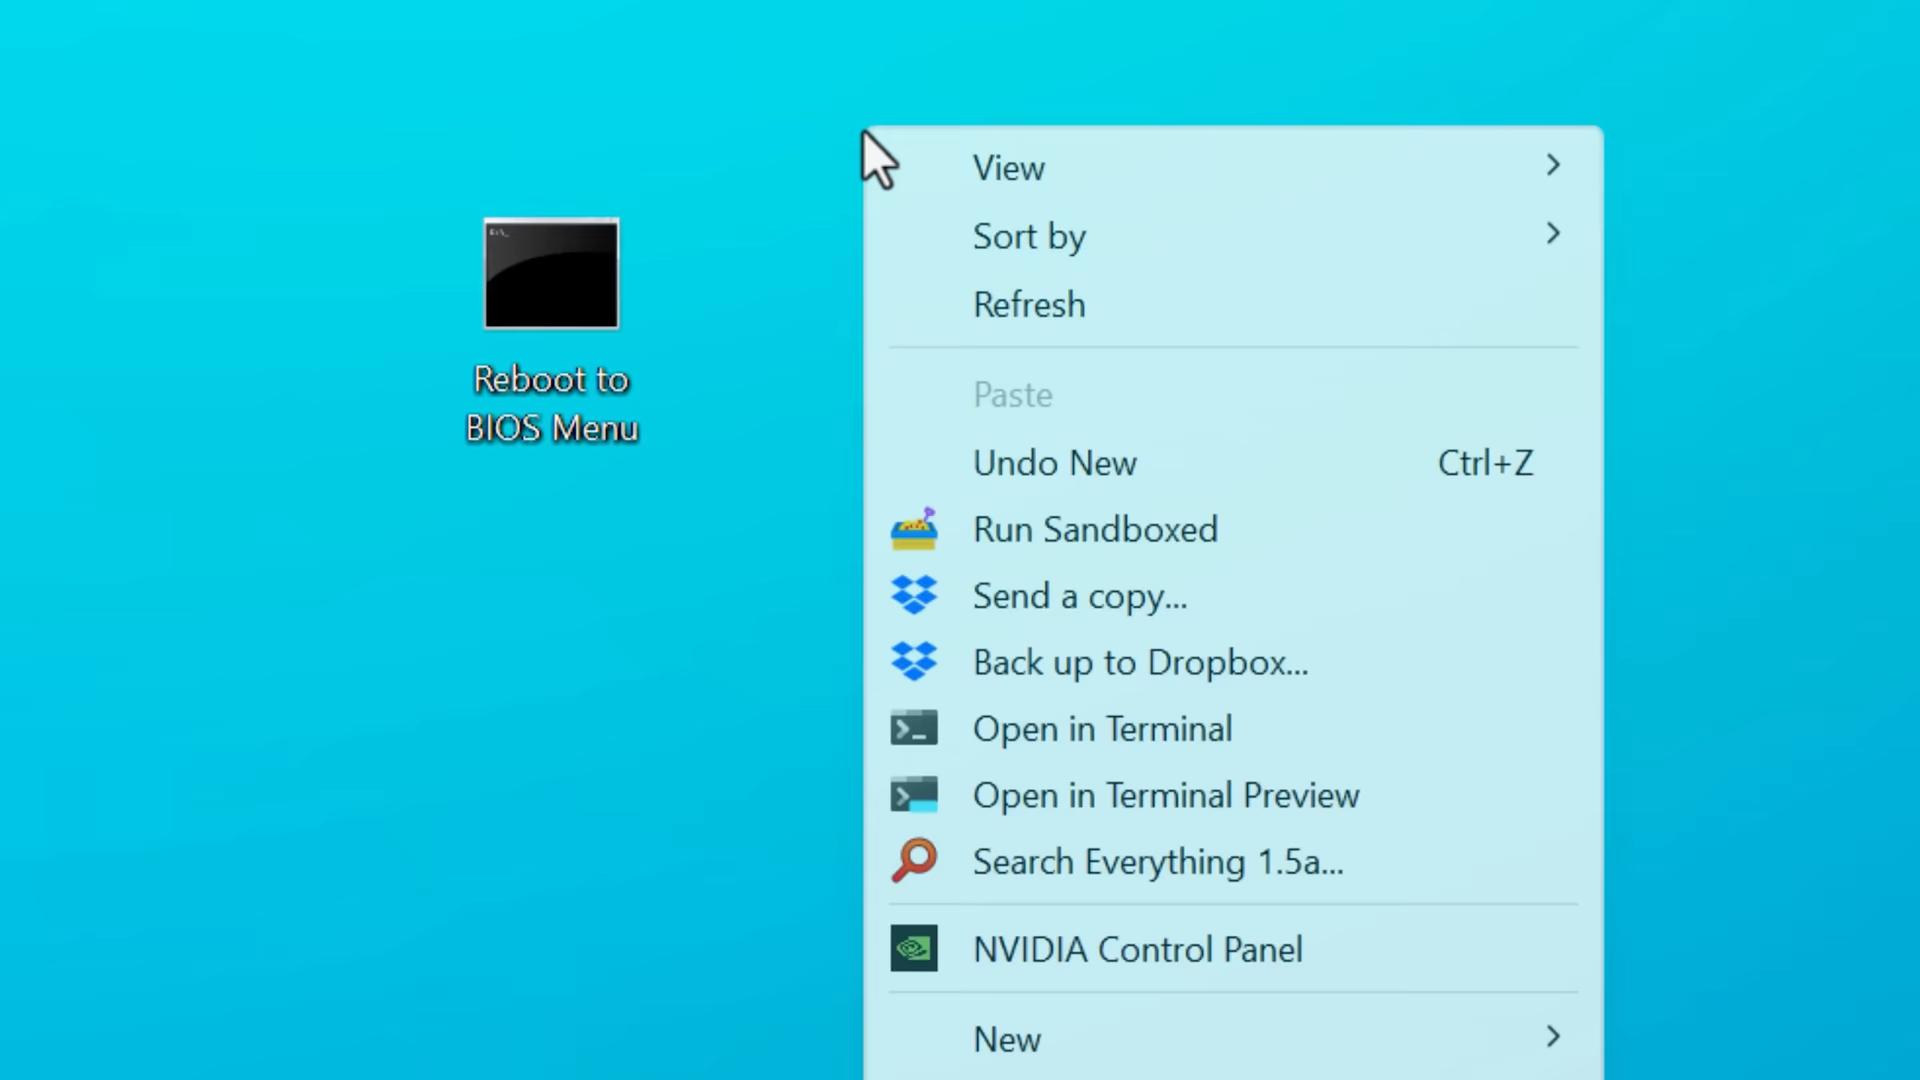 Reboot to
BIOS Menu
View
Sort by
Refresh
Paste
Undo New Ctrl+Z
Run Sandboxed
Send a copy...
Back up to Dropbox...
Open in Terminal
Open in Terminal Preview
Search Everything 1.5a...
NVIDIA Control Panel
New